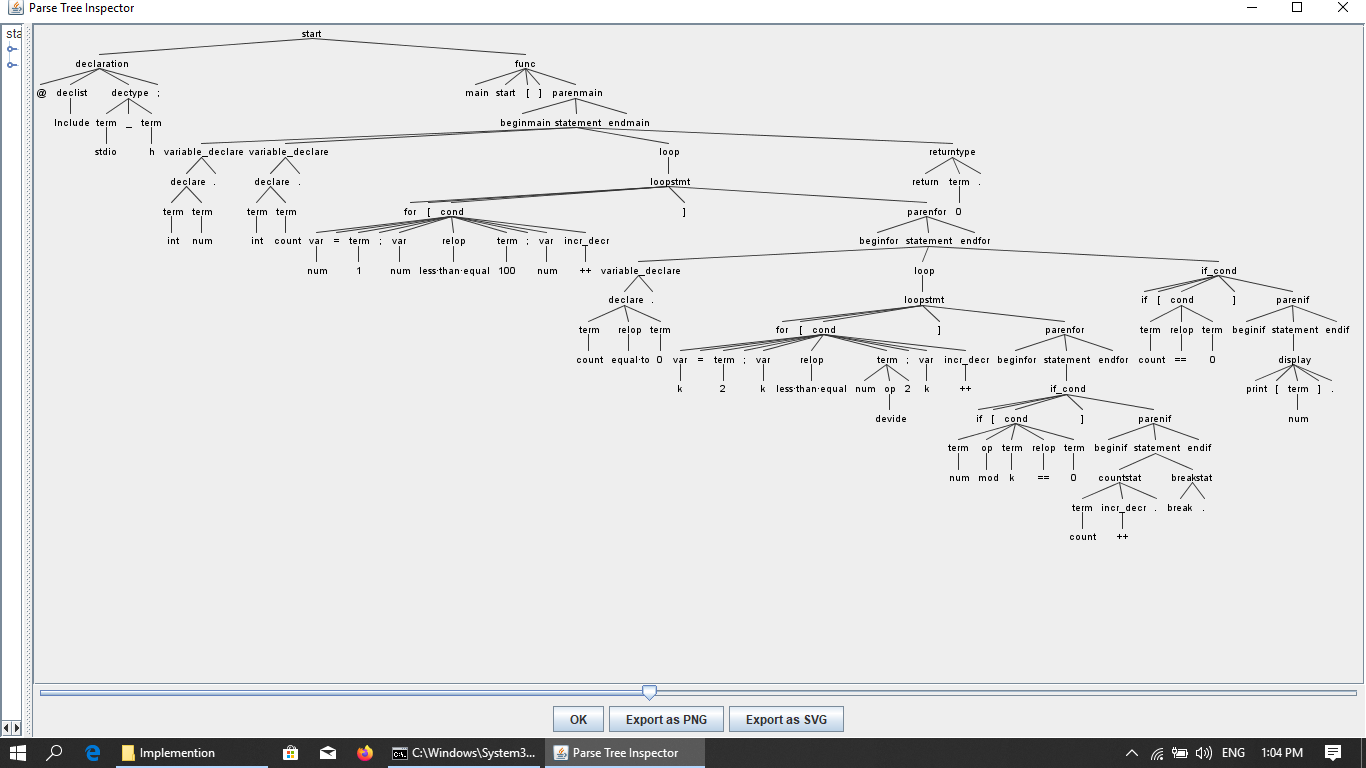 Parse Tree Inspector
sta
start
declaration func
@ declist dectype ; main start [ ] parenmain
Include term _ term beginmain statement endmain
stdio h variable_declare variable_declare loop returntype
declare . declare . loopstmt return term .
term term term term for [ cond ] parenfor 0
int num int count var = term ; var relop term ; var incr_decr beginfor statement endfor
num 1 num less·than·equal 100 num ++ variable_declare loop if_cond
declare . loopstmt if [ cond ] parenif
term relop term for [ cond ] parenfor term relop term beginif statement endif
count equal·to 0 var = term ; var relop term ; var incr_decr beginfor statement endfor count == 0 display
k 2 k less·than·equal num op 2 k ++ if_cond print [ term ] .
devide if [ cond ] parenif num
term op term relop term beginif statement endif
num mod k == 0 countstat breakstat
term incr_decr . break .
count ++
OK Export as PNG Export as SVG
Implemention C:\Windows\System3... Parse Tree Inspector ENG 1:04 PM